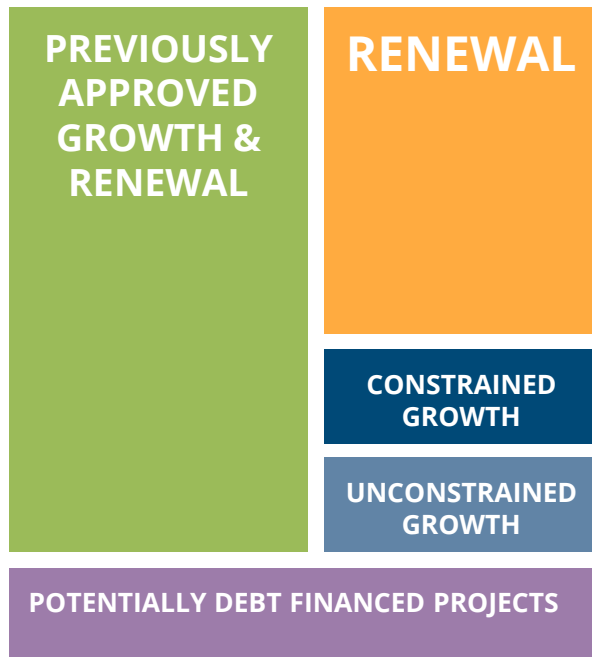 PREVIOUSLY
APPROVED
GROWTH &
RENEWAL
RENEWAL
CONSTRAINED
GROWTH
UNCONSTRAINED
GROWTH
POTENTIALLY DEBT FINANCED PROJECTS